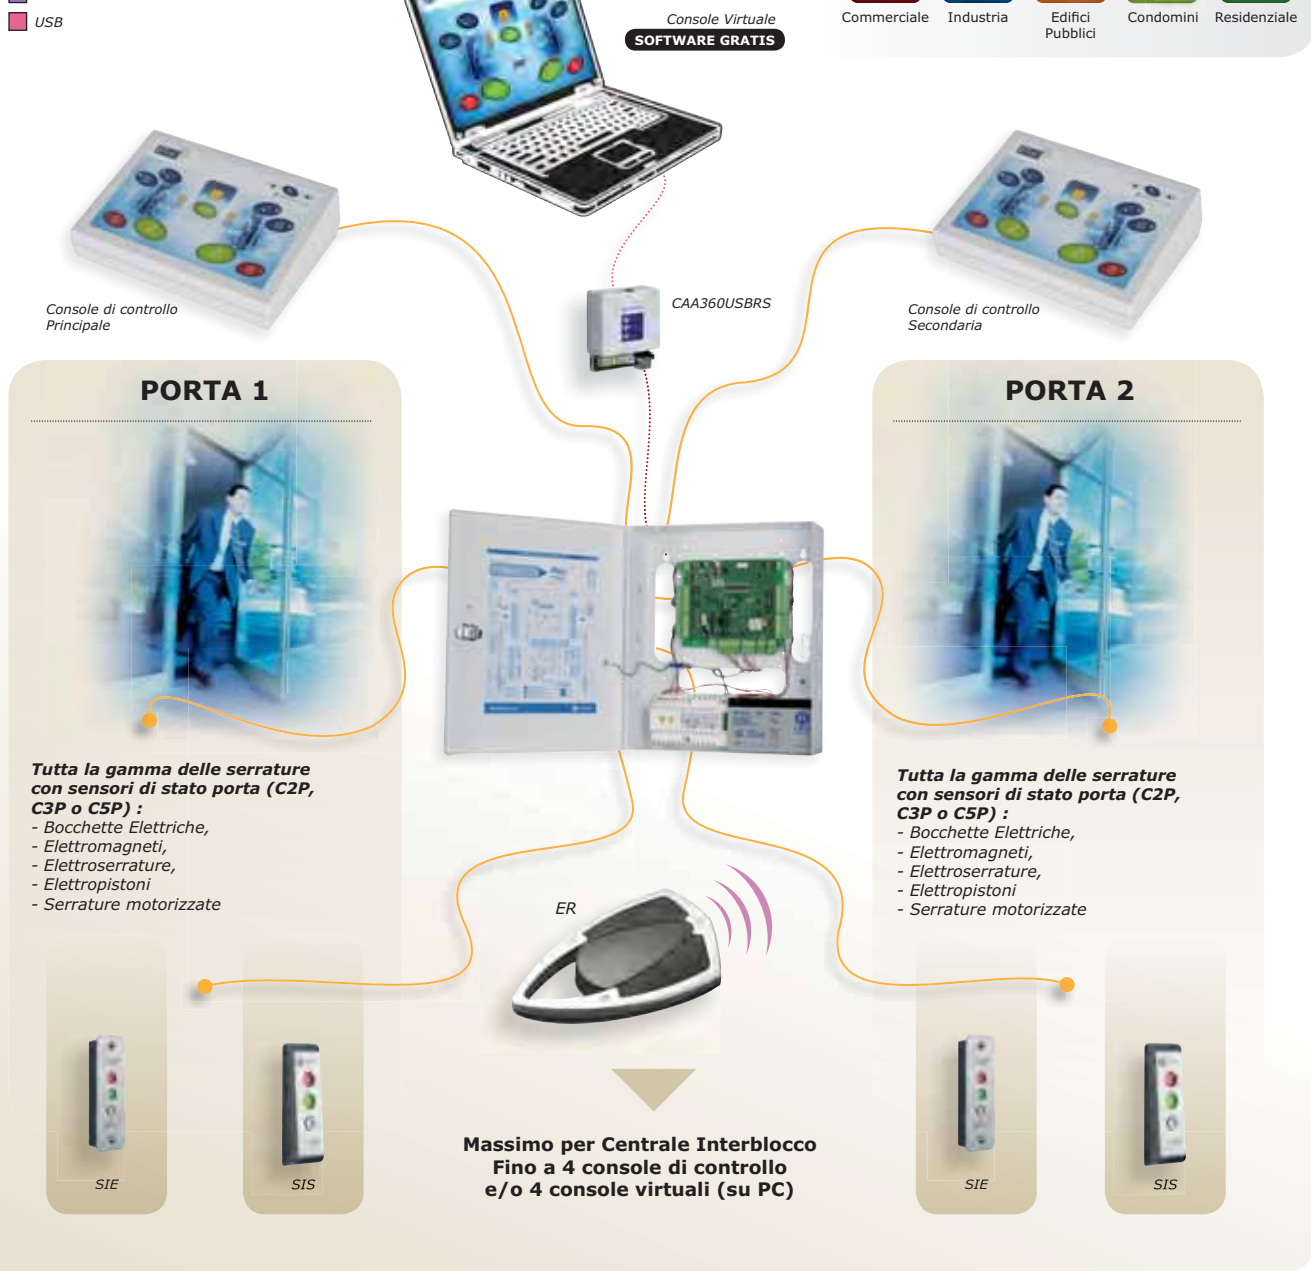 USB
Console Virtuale
SOFTWARE GRATIS
Commerciale
Industria
Edifici
Pubblici
Condomini
Residenziale
Console di controllo
Principale
CAA360USBRS
Console di controllo
Secondaria
PORTA 1
PORTA 2
Tutta la gamma delle serrature
con sensori di stato porta (C2P,
C3P o C5P) :
- Bocchette Elettriche,
- Elettromagneti,
- Elettroserrature,
- Elettropistoni
- Serrature motorizzate
Tutta la gamma delle serrature
con sensori di stato porta (C2P,
C3P o C5P) :
- Bocchette Elettriche,
- Elettromagneti,
- Elettroserrature,
- Elettropistoni
- Serrature motorizzate
ER
Massimo per Centrale Interblocco
Fino a 4 console di controllo
e/o 4 console virtuali (su PC)
SIE
SIS
SIE
SIS